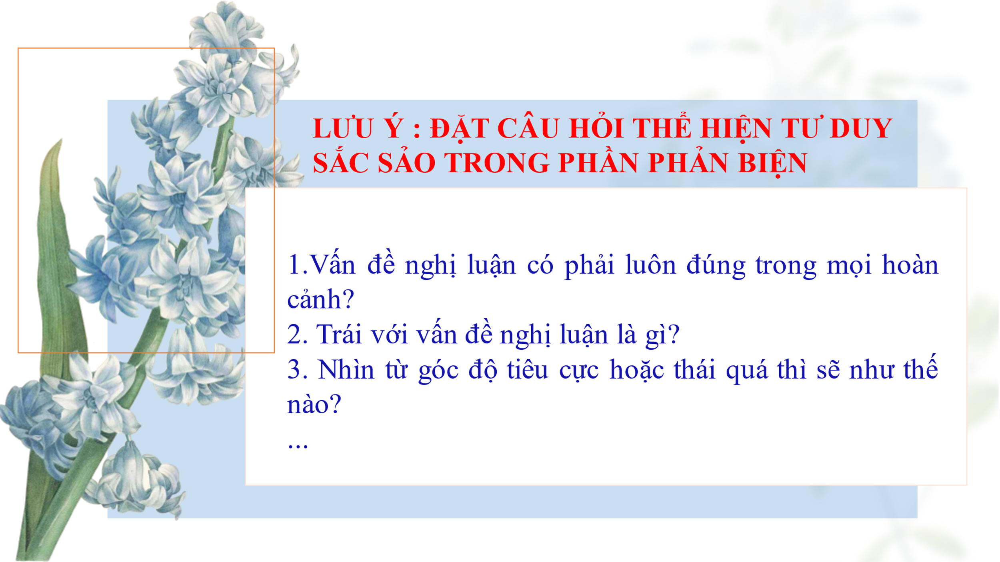 LƯU Ý : ĐẶT CÂU HỎI THỂ HIỆN TƯ DUY
SẮC SẢO TRONG PHẦN PHẢN BIỆN
1.Vấn đề nghị luận có phải luôn đúng trong mọi hoàn
cảnh?
2. Trái với vấn đề nghị luận là gì?
3. Nhìn từ góc độ tiêu cực hoặc thái quá thì sẽ như thế
nào?
...